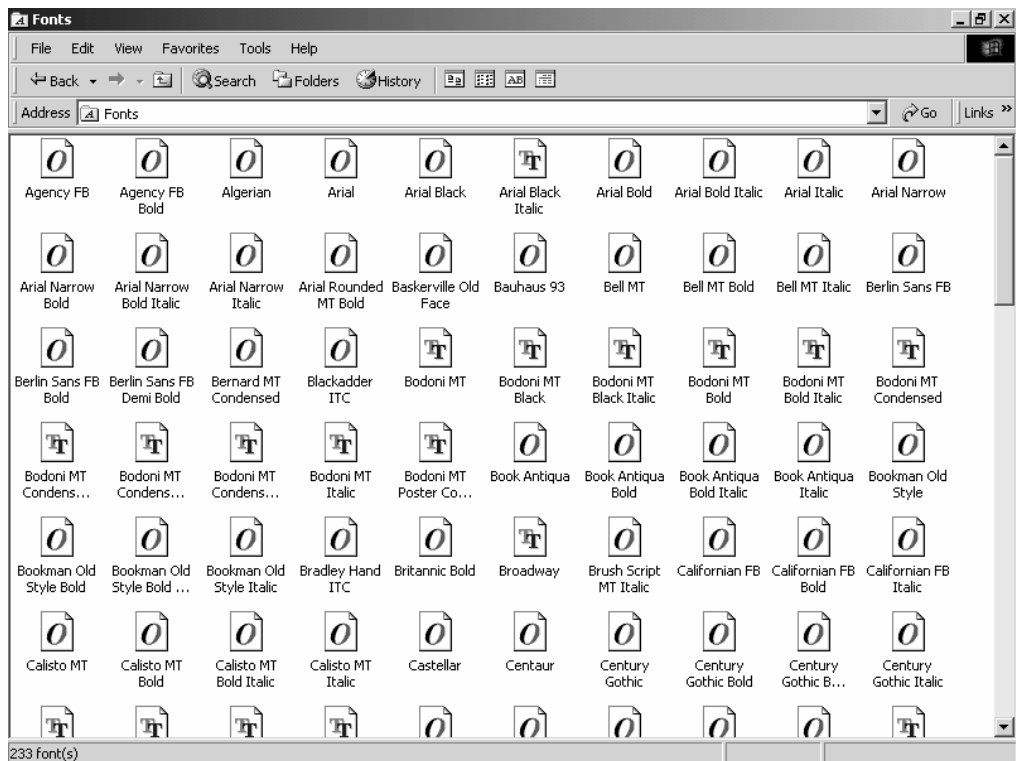 Fonts
File Edit View Favorites Tools Help
Back Search Folders History
Address Fonts Go Links »
Agency FB Agency FB Bold Algerian Arial Arial Black Arial Black Italic Arial Bold Arial Bold Italic Arial Italic Arial Narrow
Arial Narrow Bold Arial Narrow Bold Italic Arial Narrow Italic Arial Rounded MT Bold Baskerville Old Face Bauhaus 93 Bell MT Bell MT Bold Bell MT Italic Berlin Sans FB
Berlin Sans FB Bold Berlin Sans FB Demi Bold Bernard MT Condensed Blackadder ITC Bodoni MT Bodoni MT Black Bodoni MT Black Italic Bodoni MT Bold Bodoni MT Bold Italic Bodoni MT Condensed
Bodoni MT Condens... Bodoni MT Condens... Bodoni MT Condens... Bodoni MT Italic Bodoni MT Poster Co... Book Antiqua Book Antiqua Bold Book Antiqua Bold Italic Book Antiqua Italic Bookman Old Style
Bookman Old Style Bold Bookman Old Style Bold ... Bookman Old Style Italic Bradley Hand ITC Britannic Bold Broadway Brush Script MT Italic Californian FB Californian FB Bold Californian FB Italic
Calisto MT Calisto MT Bold Calisto MT Bold Italic Calisto MT Italic Castellar Centaur Century Gothic Century Gothic Bold Century Gothic B... Century Gothic Italic
233 font(s)